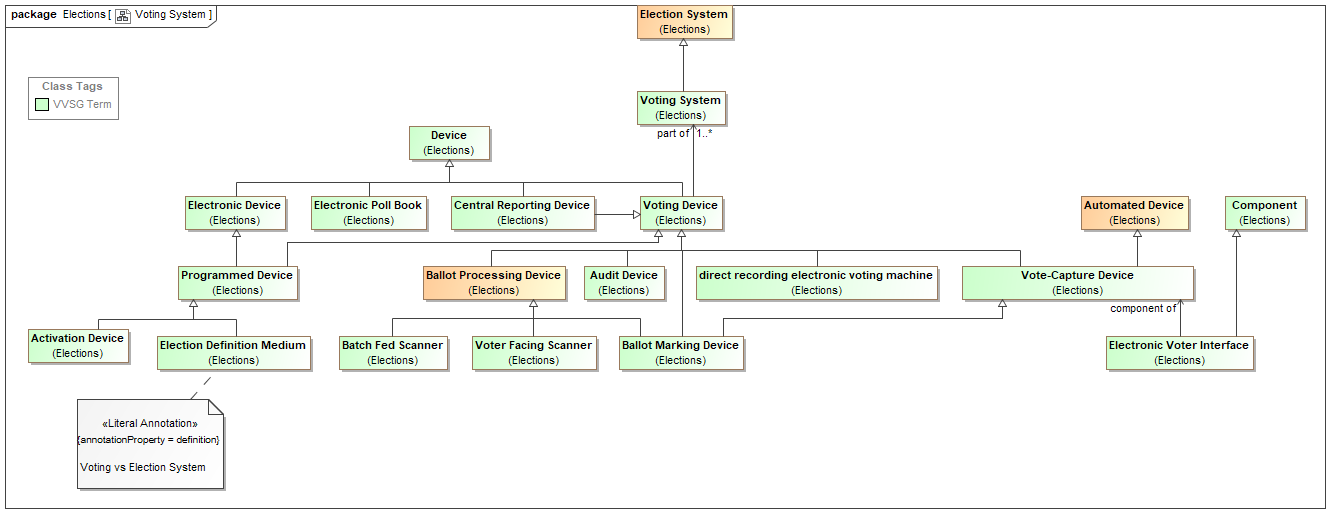 package Elections [ Voting System ]
Election System
(Elections)
Class Tags
VVSG Term
Voting System
(Elections)
part of 1..*
Device
(Elections)
Electronic Device
(Elections)
Electronic Poll Book
(Elections)
Central Reporting Device
(Elections)
Voting Device
(Elections)
Automated Device
(Elections)
Component
(Elections)
Programmed Device
(Elections)
Ballot Processing Device
(Elections)
Audit Device
(Elections)
direct recording electronic voting machine
(Elections)
Vote-Capture Device
(Elections)
component of
Activation Device
(Elections)
Election Definition Medium
(Elections)
Batch Fed Scanner
(Elections)
Voter Facing Scanner
(Elections)
Ballot Marking Device
(Elections)
Electronic Voter Interface
(Elections)
«Literal Annotation»
{annotationProperty = definition}
Voting vs Election System